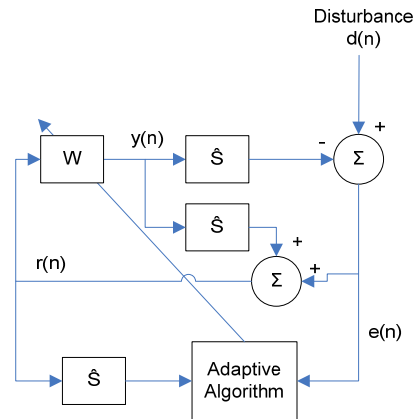 Disturbance
d(n)
+
y(n)
-
W
Ŝ
Σ
Ŝ
+
+
r(n)
Σ
e(n)
Ŝ
Adaptive
Algorithm